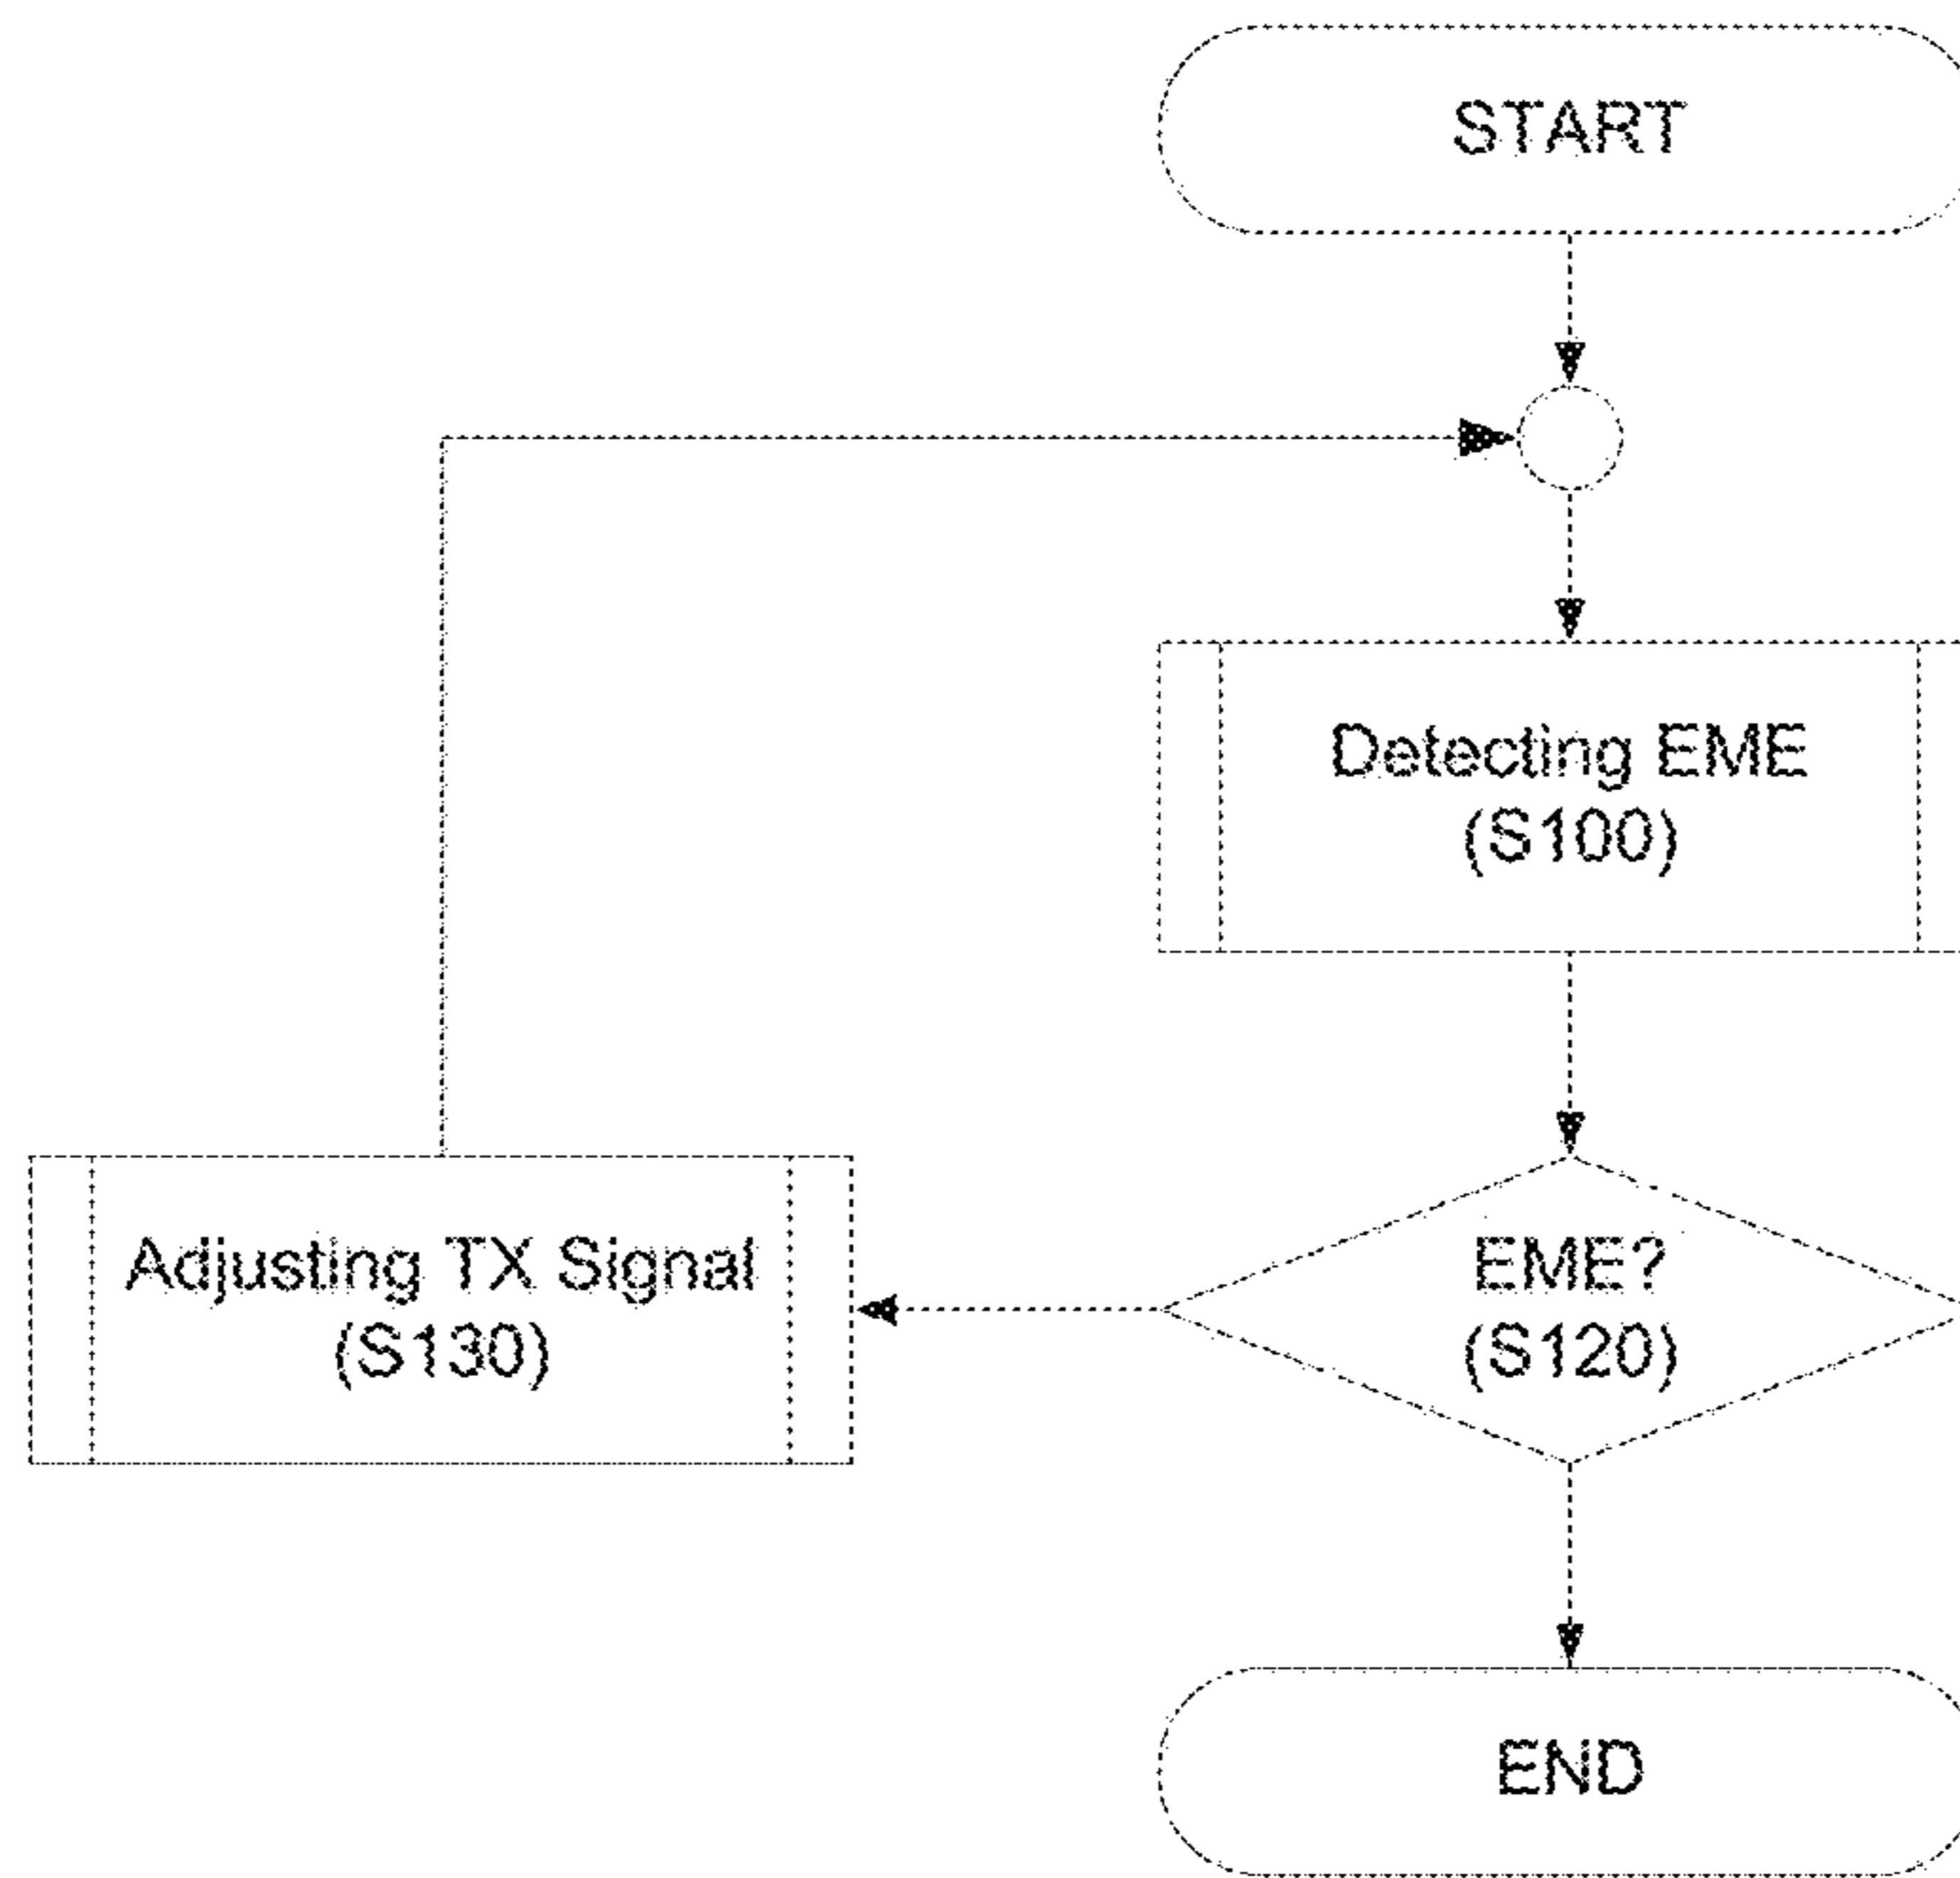 START
Detecting EME
(S100)
EME?
(S120)
Adjusting TX Signal
(S130)
END